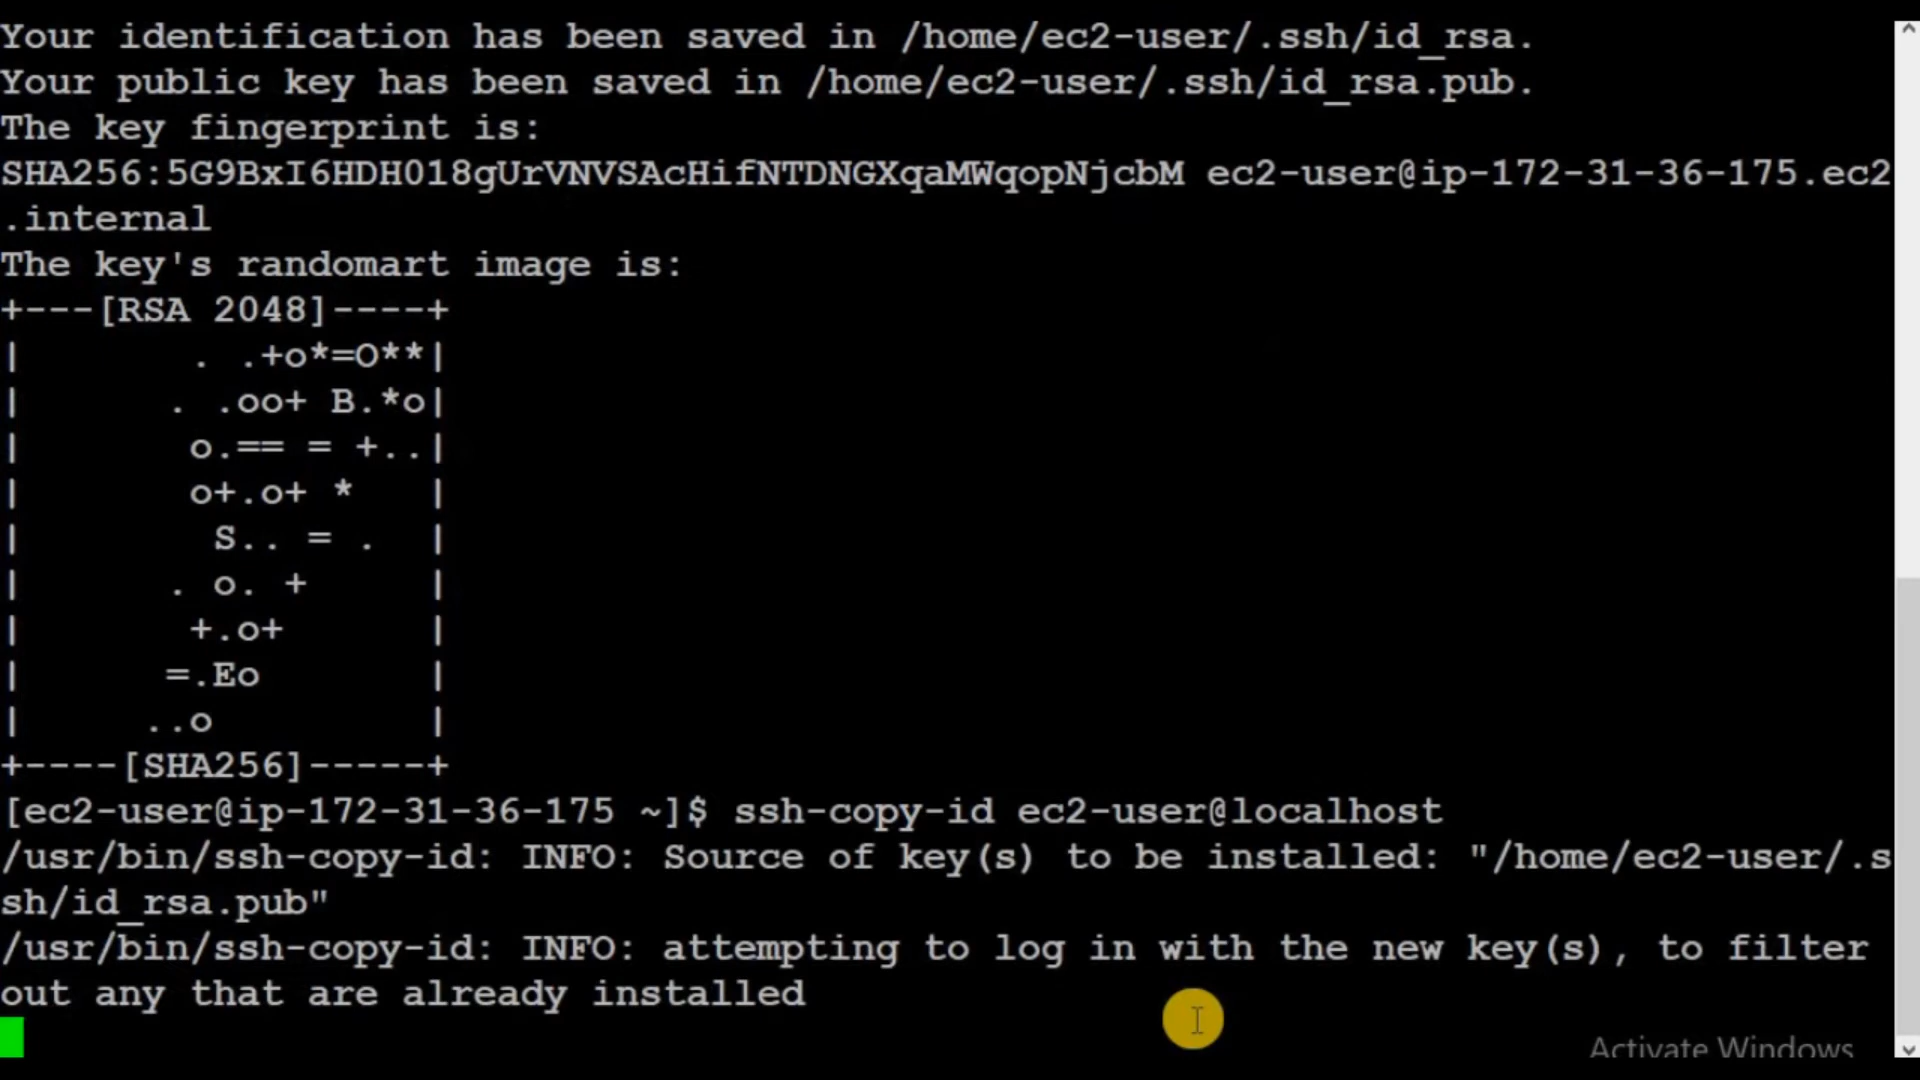 Your identification has been saved in /home/ec2-user/.ssh/id_rsa.
Your public key has been saved in /home/ec2-user/.ssh/id_rsa.pub.
The key fingerprint is:
SHA256:5G9BxI6HDH018gUrVNVSAcHifNTDNGXqaMWqopNjcbM ec2-user@ip-172-31-36-175.ec2
.internal
The key's randomart image is:
+---[RSA 2048]----+
|        . .+o*=O**|
|       . .oo+ B.*o|
|        o.== = +..|
|        o+.o+ *    |
|         S.. = .   |
|       . o. +      |
|        +.o+       |
|       =.Eo        |
|      ..o          |
+----[SHA256]-----+
[ec2-user@ip-172-31-36-175 ~]$ ssh-copy-id ec2-user@localhost
/usr/bin/ssh-copy-id: INFO: Source of key(s) to be installed: "/home/ec2-user/.s
sh/id_rsa.pub"
/usr/bin/ssh-copy-id: INFO: attempting to log in with the new key(s), to filter
out any that are already installed
Activate Windows